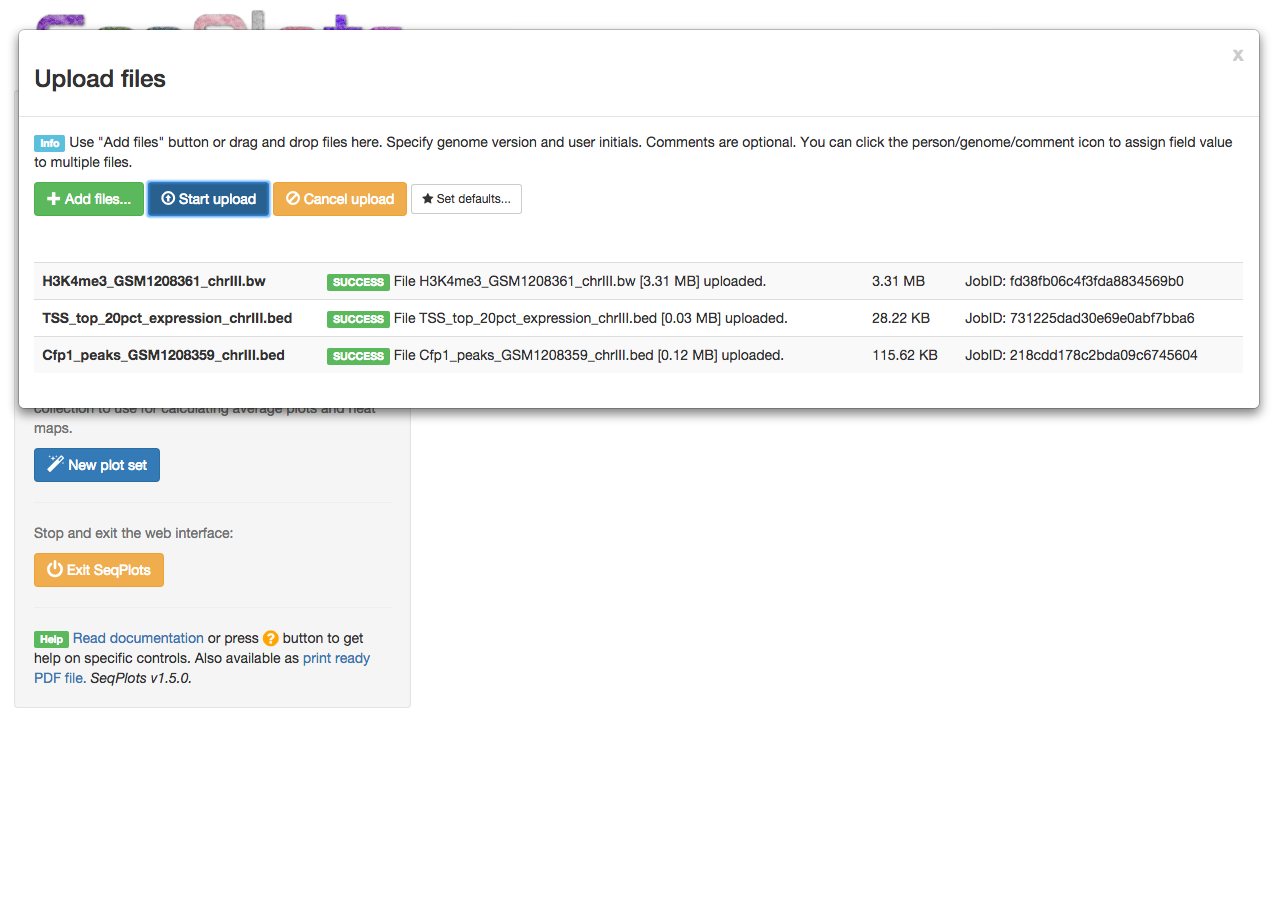 x
Upload files
Info Use "Add files" button or drag and drop files here. Specify genome version and user initials. Comments are optional. You can click the person/genome/comment icon to assign field value
to multiple files.
Add files... Start upload Cancel upload Set defaults...
H3K4me3_GSM1208361_chrIII.bw SUCCESS File H3K4me3_GSM1208361_chrIII.bw [3.31 MB] uploaded. 3.31 MB JobID: fd38fb06c4f3fda8834569b0
TSS_top_20pct_expression_chrIII.bed SUCCESS File TSS_top_20pct_expression_chrIII.bed [0.03 MB] uploaded. 28.22 KB JobID: 731225dad30e69e0abf7bba6
Cfp1_peaks_GSM1208359_chrIII.bed SUCCESS File Cfp1_peaks_GSM1208359_chrIII.bed [0.12 MB] uploaded. 115.62 KB JobID: 218cdd178c2bda09c6745604
collection to use for calculating average plots and heat
maps.
New plot set
Stop and exit the web interface:
Exit SeqPlots
Help Read documentation or press ? button to get
help on specific controls. Also available as print ready
PDF file. SeqPlots v1.5.0.